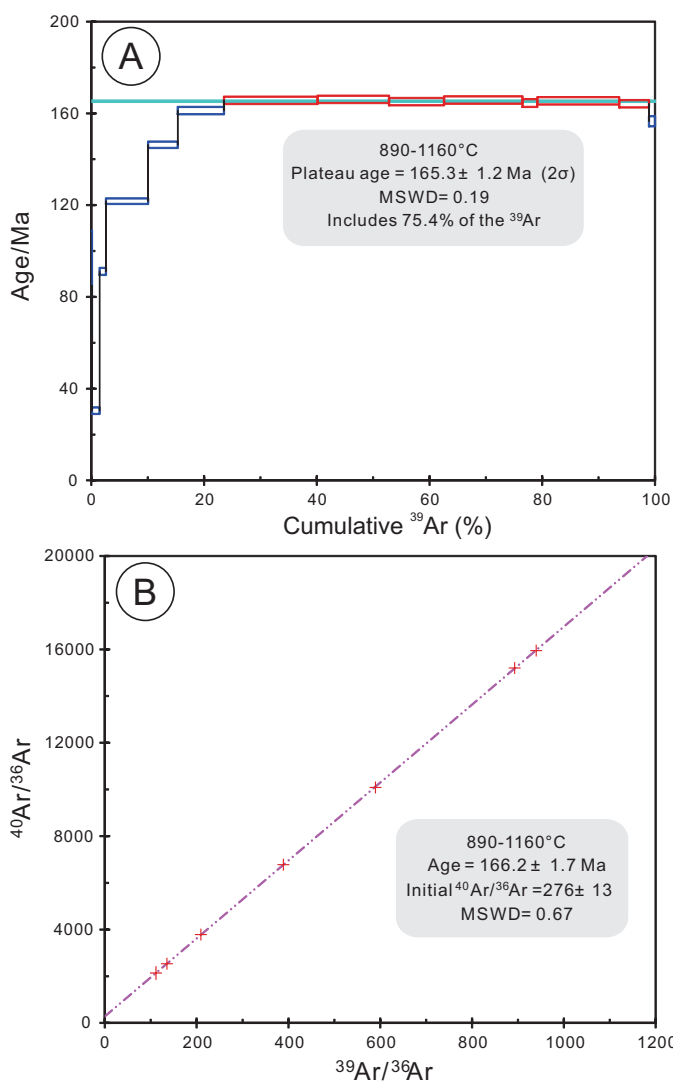 A
200
160
120
80
40
0
Age/Ma
890-1160°C
Plateau age = 165.3± 1.2 Ma (2σ)
MSWD= 0.19
Includes 75.4% of the ³⁹Ar
0 20 40 60 80 100
Cumulative ³⁹Ar (%)
B
20000
16000
12000
8000
4000
0
⁴⁰Ar/³⁶Ar
890-1160°C
Age = 166.2± 1.7 Ma
Initial ⁴⁰Ar/³⁶Ar =276± 13
MSWD= 0.67
0 200 400 600 800 1000 1200
³⁹Ar/³⁶Ar